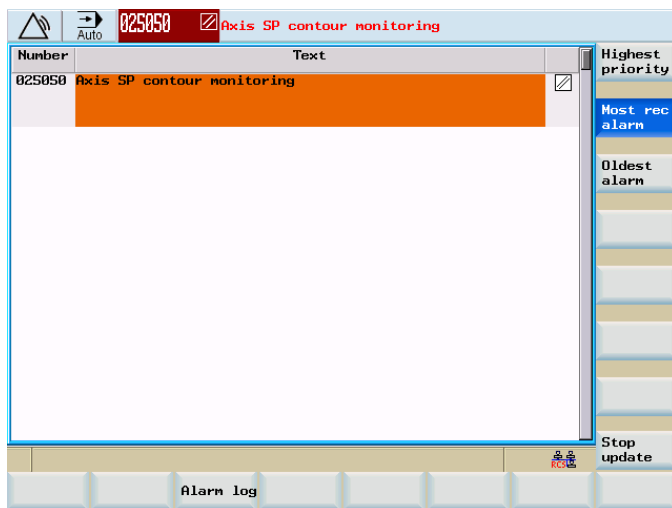 025050 Axis SP contour monitoring
Auto
Number Text
025050 Axis SP contour monitoring
Highest
priority
Most rec
alarm
Oldest
alarm
Stop
update
RCS
Alarm log